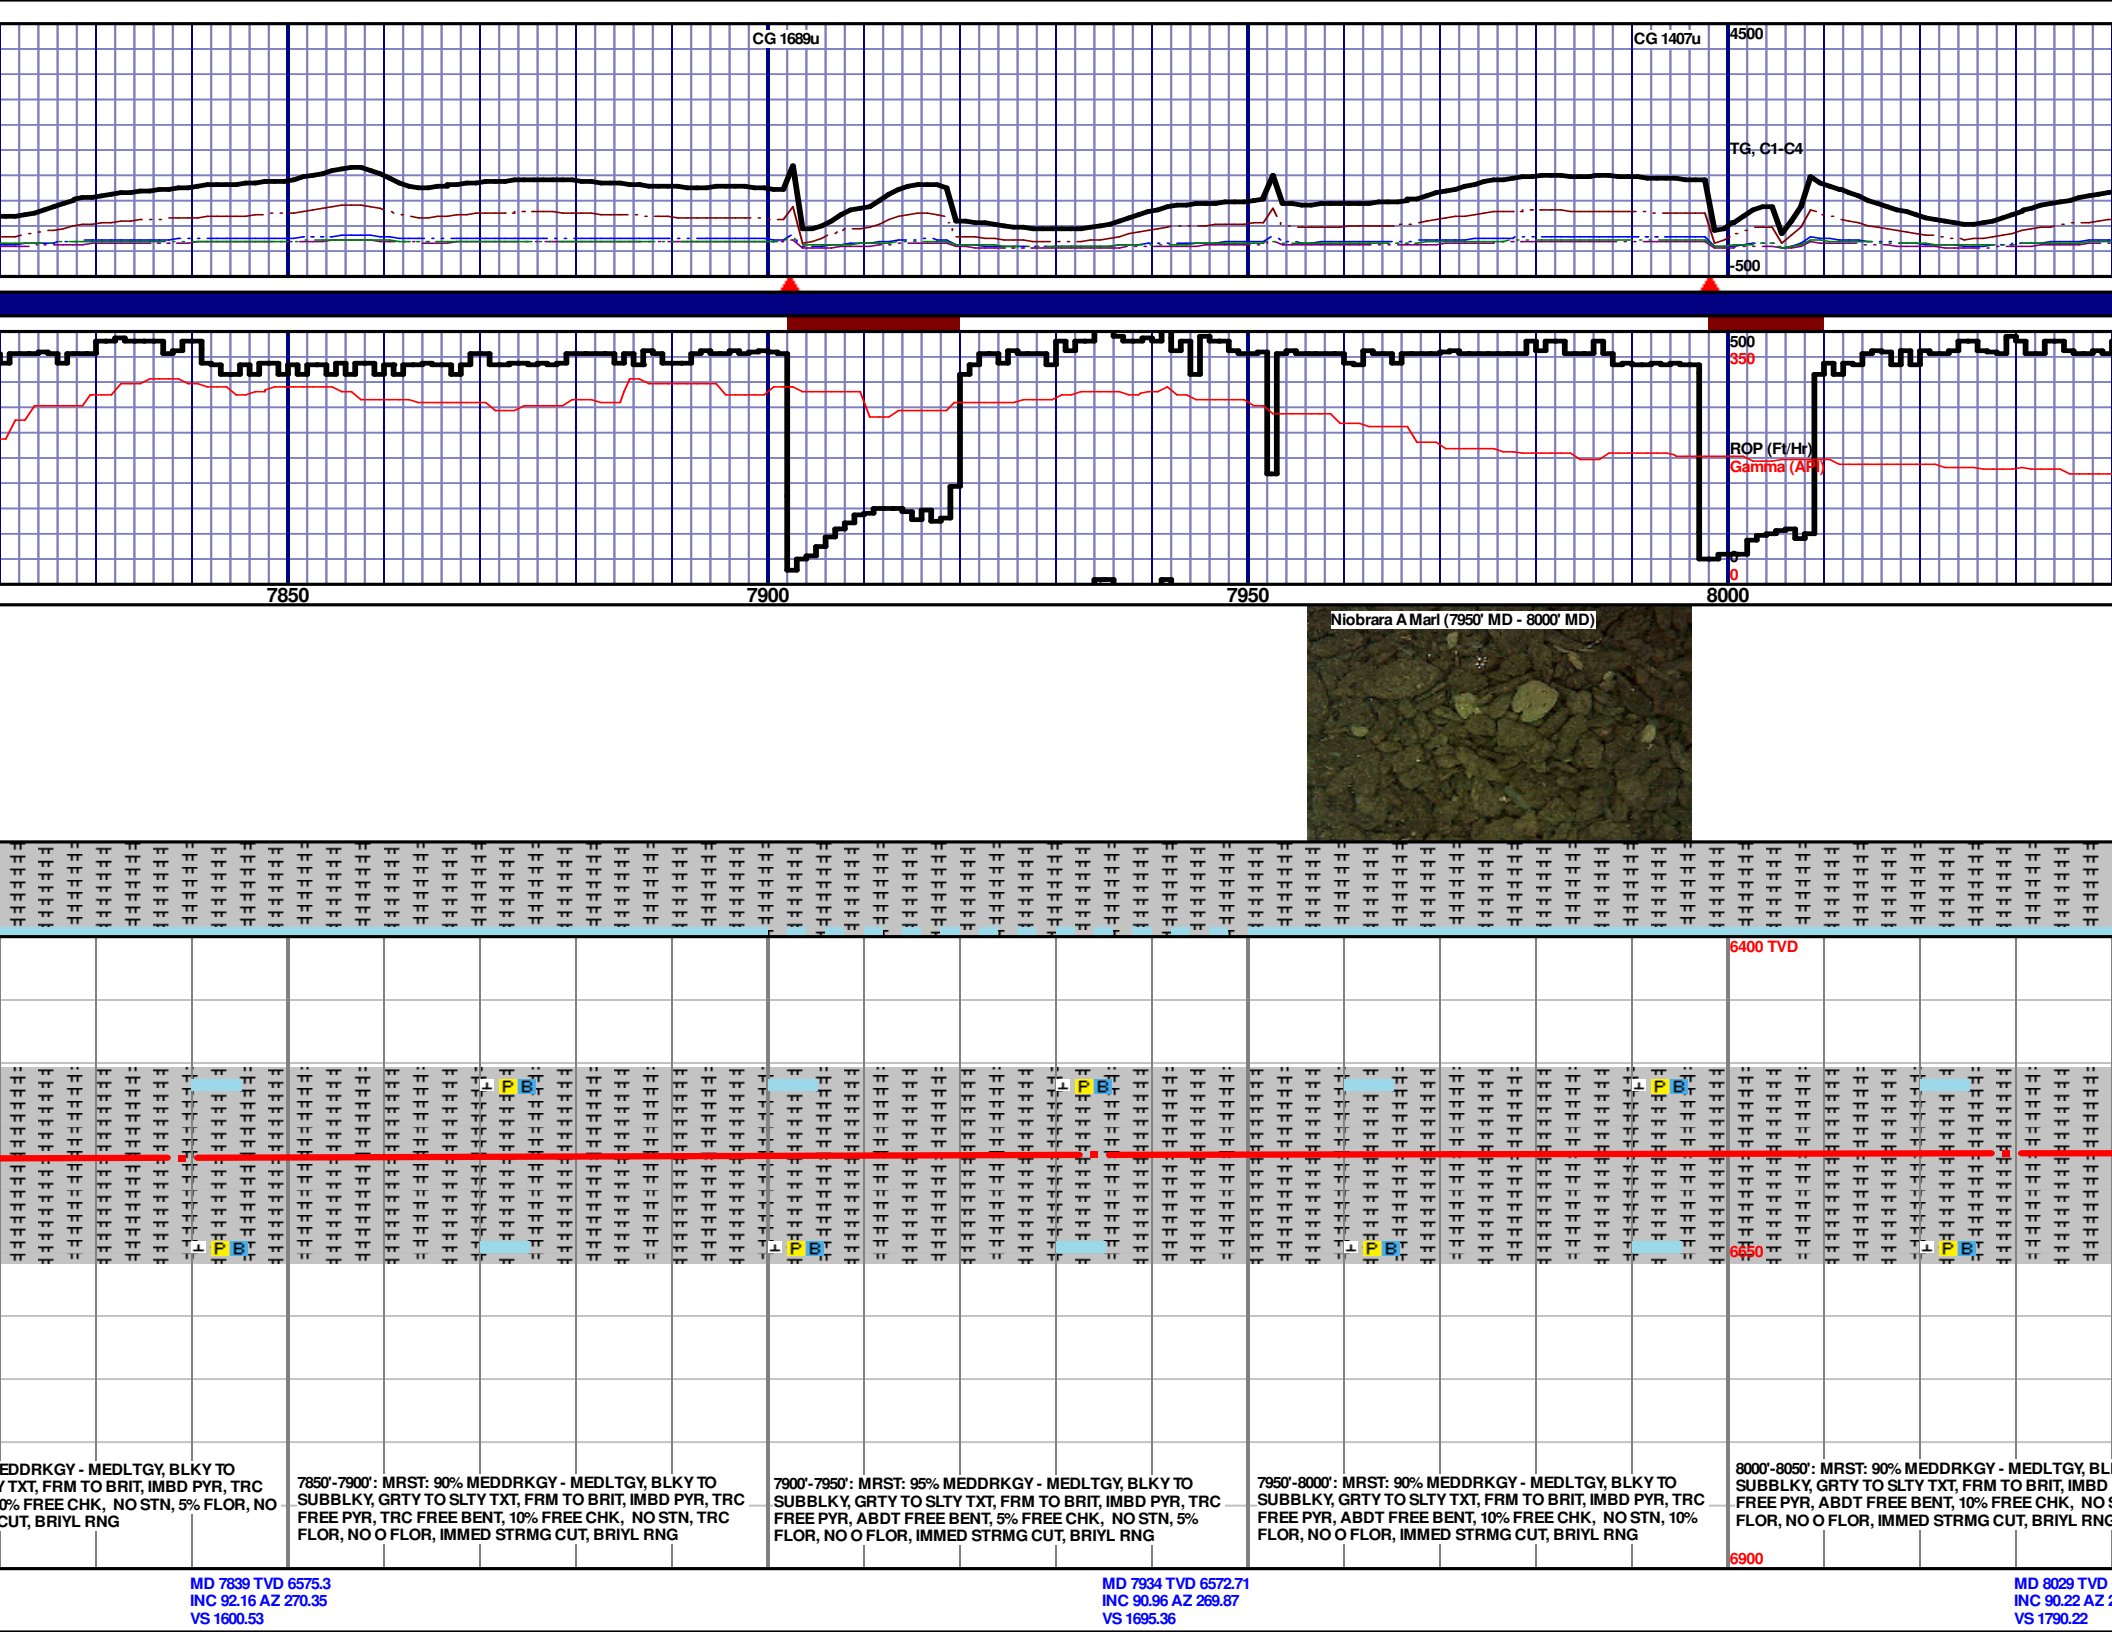 CG 1689u
CG 1407u
4500
TG, C1-C4
-500
500
350
ROP (Ft/Hr)
Gamma (API)
0
0
7850
7900
7950
8000
Niobrara A Marl (7950' MD - 8000' MD)
6400 TVD
P B
P B
P B
P B
P B
P B
P B
6650
EDDRKGY - MEDLTGY, BLKY TO
Y TXT, FRM TO BRIT, IMBD PYR, TRC
0% FREE CHK, NO STN, 5% FLOR, NO
CUT, BRIYL RNG
7850'-7900': MRST: 90% MEDDRKGY - MEDLTGY, BLKY TO
SUBBLKY, GRTY TO SLTY TXT, FRM TO BRIT, IMBD PYR, TRC
FREE PYR, TRC FREE BENT, 10% FREE CHK, NO STN, TRC
FLOR, NO O FLOR, IMMED STRMG CUT, BRIYL RNG
7900'-7950': MRST: 95% MEDDRKGY - MEDLTGY, BLKY TO
SUBBLKY, GRTY TO SLTY TXT, FRM TO BRIT, IMBD PYR, TRC
FREE PYR, ABDT FREE BENT, 5% FREE CHK, NO STN, 5%
FLOR, NO O FLOR, IMMED STRMG CUT, BRIYL RNG
7950'-8000': MRST: 90% MEDDRKGY - MEDLTGY, BLKY TO
SUBBLKY, GRTY TO SLTY TXT, FRM TO BRIT, IMBD PYR, TRC
FREE PYR, ABDT FREE BENT, 10% FREE CHK, NO STN, 10%
FLOR, NO O FLOR, IMMED STRMG CUT, BRIYL RNG
8000'-8050': MRST: 90% MEDDRKGY - MEDLTGY, BL
SUBBLKY, GRTY TO SLTY TXT, FRM TO BRIT, IMBD
FREE PYR, ABDT FREE BENT, 10% FREE CHK, NO
FLOR, NO O FLOR, IMMED STRMG CUT, BRIYL RNG
6900
MD 7839 TVD 6575.3
INC 92.16 AZ 270.35
VS 1600.53
MD 7934 TVD 6572.71
INC 90.96 AZ 269.87
VS 1695.36
MD 8029 TVD
INC 90.22 AZ
VS 1790.22